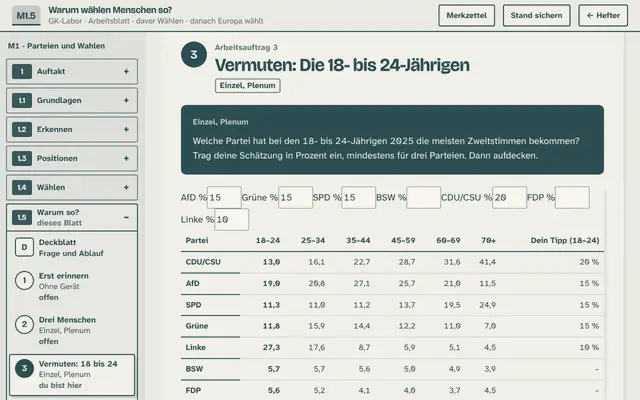 M1.5
Warum wählen Menschen so?
GK-Labor · Arbeitsblatt · davor Wählen · danach Europa wählt
Merkzettel
Stand sichern
← Hefter
M1 · Parteien und Wahlen
1 Auftakt +
1.1 Grundlagen +
1.2 Erkennen +
1.3 Positionen +
1.4 Wählen +
1.5 Warum so? –
dieses Blatt
D Deckblatt
Frage und Ablauf
1 Erst erinnern
Ohne Gerät
offen
2 Drei Menschen
Einzel, Plenum
offen
3 Vermuten: 18 bis 24
Einzel, Plenum
du bist hier
3
Arbeitsauftrag 3
Vermuten: Die 18- bis 24-Jährigen
Einzel, Plenum
Einzel, Plenum
Welche Partei hat bei den 18- bis 24-Jährigen 2025 die meisten Zweitstimmen bekommen?
Trag deine Schätzung in Prozent ein, mindestens für drei Parteien. Dann aufdecken.
AfD % 15 Grüne % 15 SPD % 15 BSW % CDU/CSU % 20 FDP %
Linke % 10
Partei 18–24 25–34 35–44 45–59 60–69 70+ Dein Tipp (18–24)
CDU/CSU 13,0 16,1 22,7 28,7 31,6 41,4 20 %
AfD 19,0 20,8 27,1 25,7 21,0 11,5 15 %
SPD 11,3 11,0 11,2 13,7 19,5 24,9 15 %
Grüne 11,8 15,9 14,4 12,2 11,0 7,0 15 %
Linke 27,3 17,6 8,7 5,9 5,1 4,5 10 %
BSW 5,7 5,7 5,6 5,0 4,9 3,9 –
FDP 5,6 5,2 4,1 4,0 3,7 4,5 –